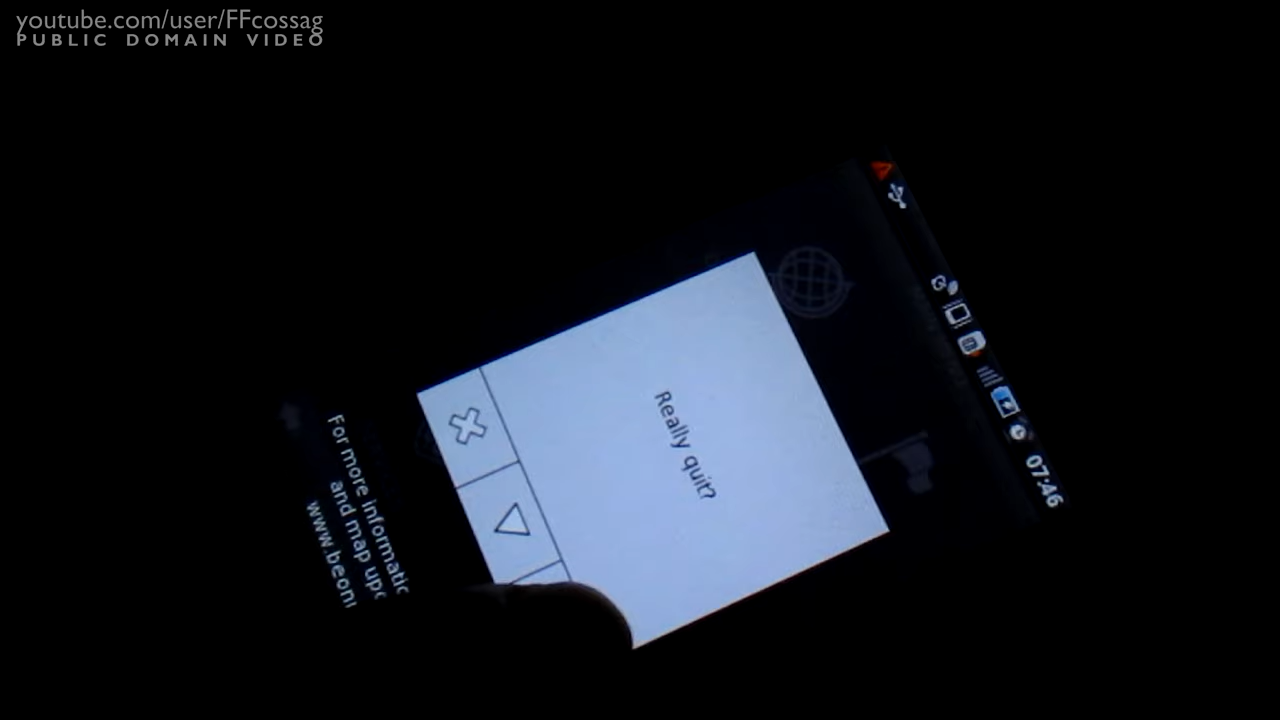 youtube.com/user/FFcossag
PUBLIC DOMAIN VIDEO
07:46
Really quit?
For more informatic
and map upc
www.beon